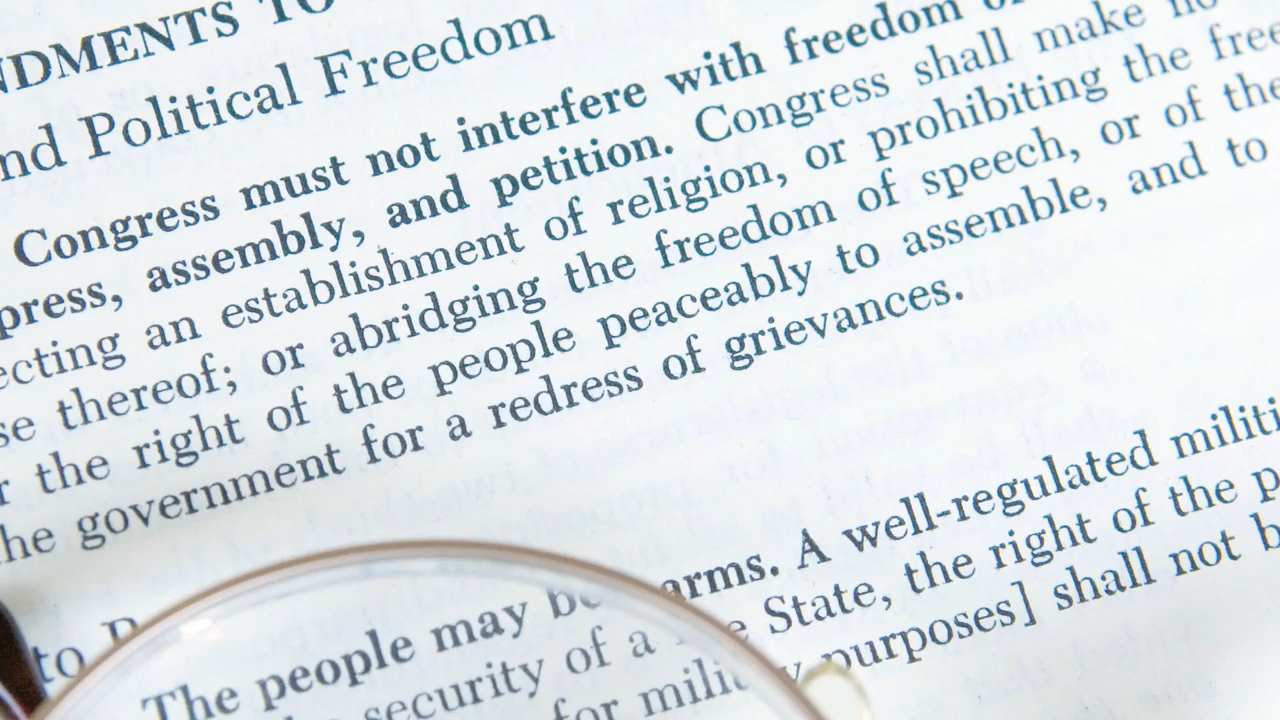 NDMENTS TO
nd Political Freedom
Congress must not interfere with freedom o
press, assembly, and petition. Congress shall make no
ecting an establishment of religion, or prohibiting the free
se thereof; or abridging the freedom of speech, or of the
r the right of the people peaceably to assemble, and to
he government for a redress of grievances.
to
The people may be arms. A well-regulated militi
security of a State, the right of the p
for military purposes] shall not b